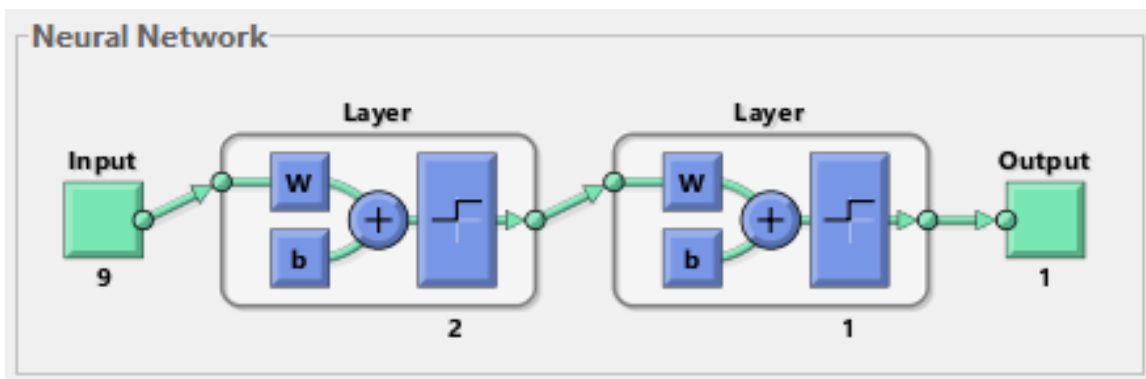 Neural Network
Layer
Layer
Input
Output
W
W
+
+
b
b
9
1
2
1